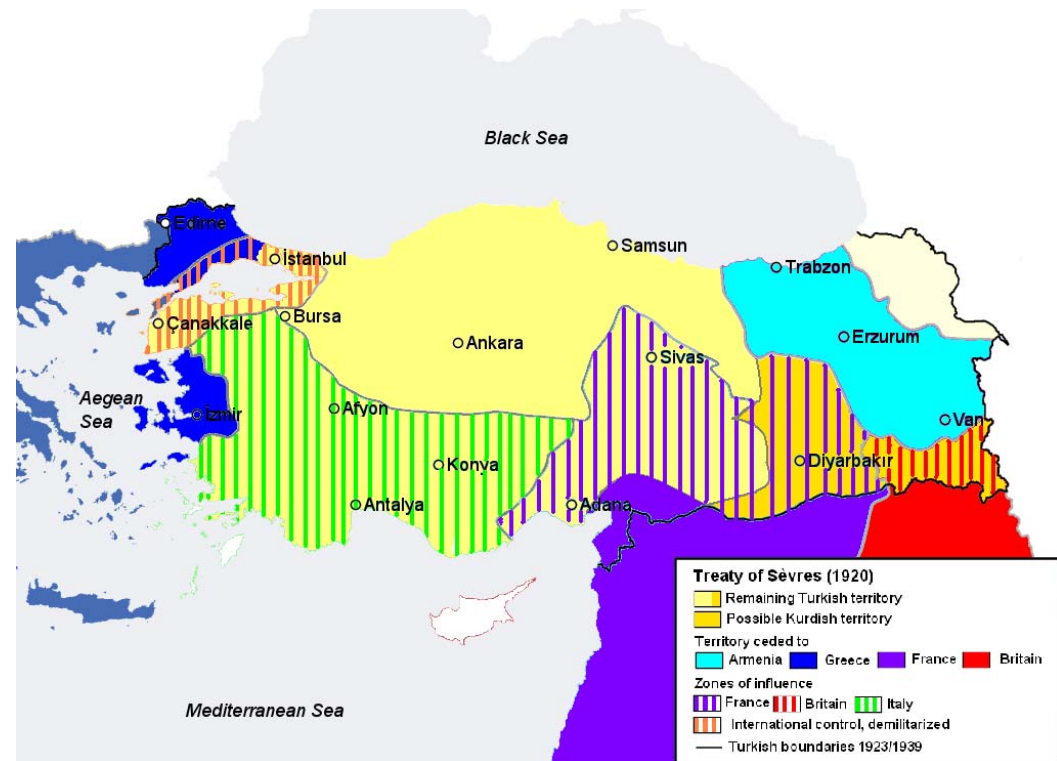 Black Sea
Edirne
İstanbul
Samsun
Trabzon
Çanakkale
Bursa
Ankara
Erzurum
Sivas
Aegean
Sea
İzmir
Afyon
Van
Konya
Diyarbakır
Antalya
Adana
Mediterranean Sea
Treaty of Sèvres (1920)
Remaining Turkish territory
Possible Kurdish territory
Territory ceded to
Armenia Greece France Britain
Zones of influence
France Britain Italy
International control, demilitarized
Turkish boundaries 1923/1939